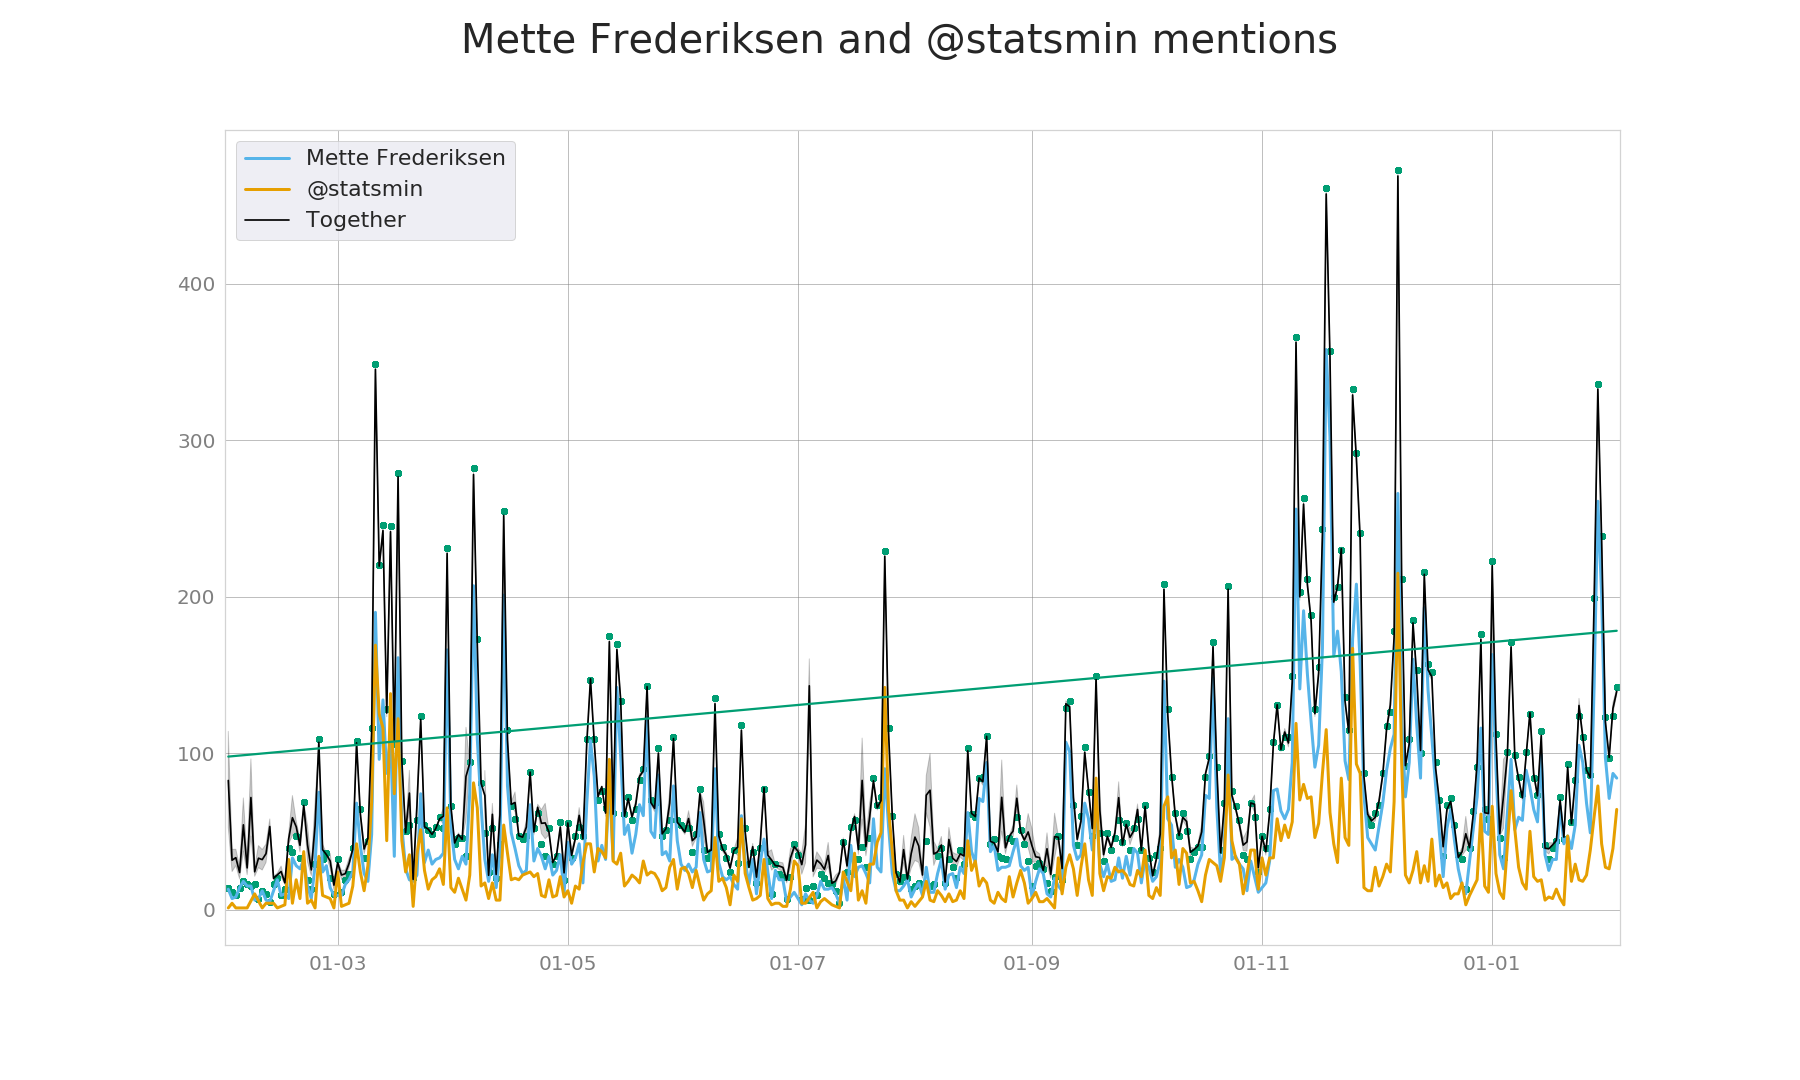 Mette Frederiksen and @statsmin mentions
Mette Frederiksen
@statsmin
Together
400
300
200
100
0
01-03
01-05
01-07
01-09
01-11
01-01